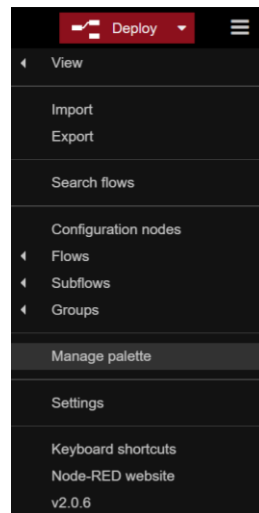 Deploy
View
Import
Export
Search flows
Configuration nodes
Flows
Subflows
Groups
Manage palette
Settings
Keyboard shortcuts
Node-RED website
v2.0.6